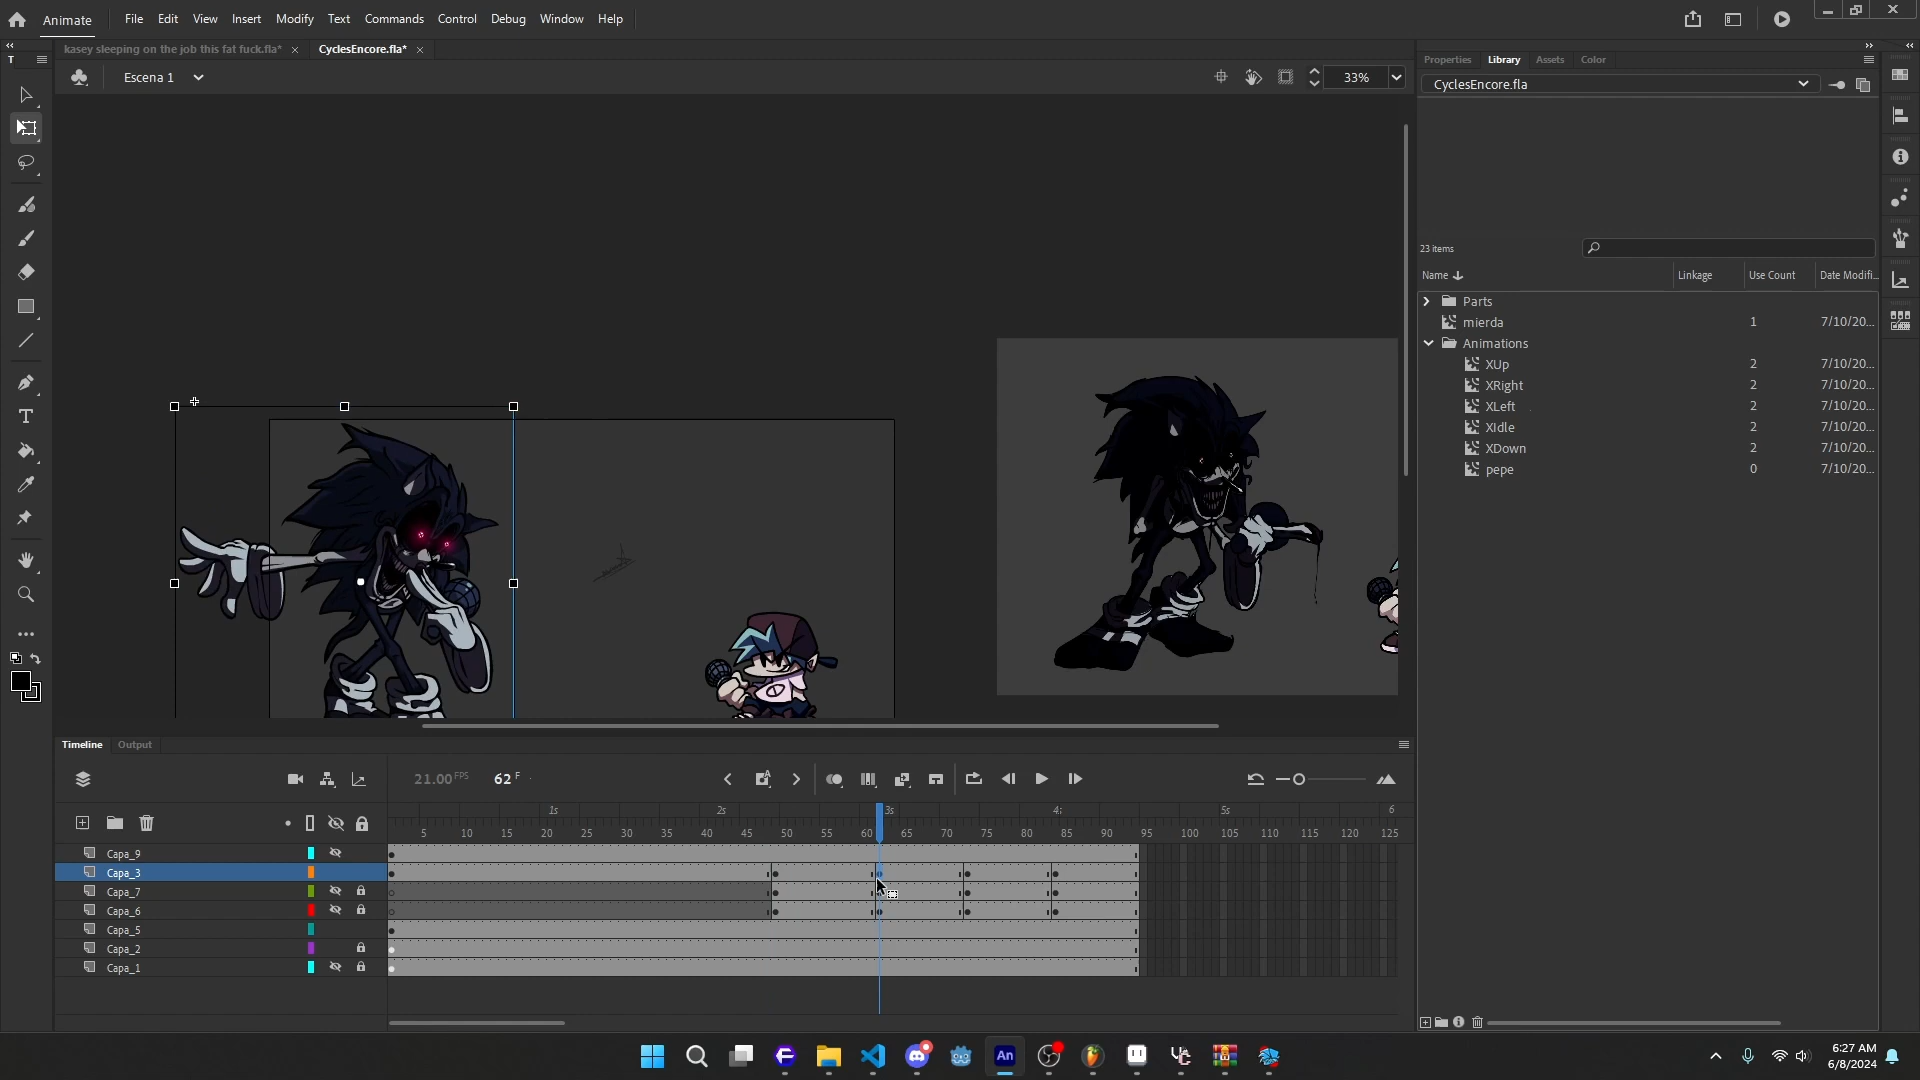 Animate File Edit View Insert Modify Text Commands Control Debug Window Help
kasey sleeping on the job this fat fuck.fla* × CyclesEncore.fla* ×
T
Escena 1 33%
Properties Library Assets Color
CyclesEncore.fla
23 items
Name Linkage Use Count Date Modifi...
Parts
mierda 1 7/10/20...
Animations
XUp 2 7/10/20...
XRight 2 7/10/20...
XLeft 2 7/10/20...
XIdle 2 7/10/20...
XDown 2 7/10/20...
pepe 0 7/10/20...
Timeline Output
21.00 FPS 62 F
1s 2s 3s 4s 5s 6
5 10 15 20 25 30 35 40 45 50 55 60 65 70 75 80 85 90 95 100 105 110 115 120 125
Capa_9
Capa_3
Capa_7
Capa_6
Capa_5
Capa_2
Capa_1
An
6:27 AM
6/8/2024